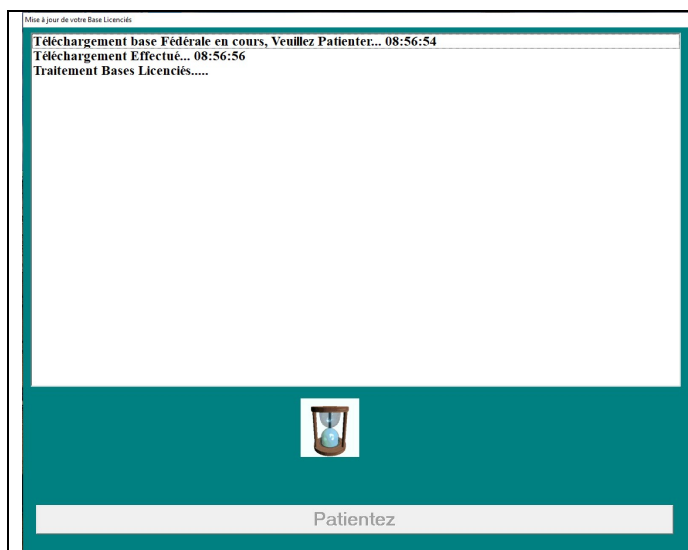 Mise à jour de votre Base Licenciés
Téléchargement base Fédérale en cours, Veuillez Patienter... 08:56:54
Téléchargement Effectué... 08:56:56
Traitement Bases Licenciés.....
Patientez